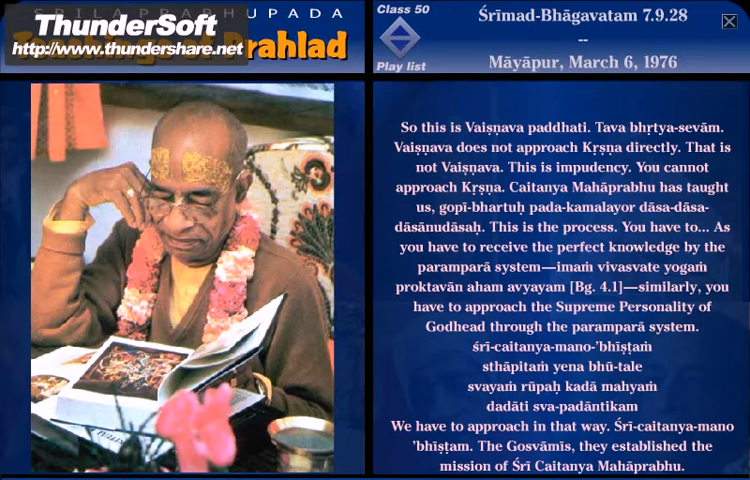 SRILA PRABHUPADA
ThunderSoft
http://www.thundershare.net
Teachings of Prahlad
Class 50
Play list
Śrīmad-Bhāgavatam 7.9.28
--
Māyāpur, March 6, 1976
So this is Vaiṣṇava paddhati. Tava bhṛtya-sevām.
Vaiṣṇava does not approach Kṛṣṇa directly. That is
not Vaiṣṇava. This is impudency. You cannot
approach Kṛṣṇa. Caitanya Mahāprabhu has taught
us, gopī-bhartuḥ pada-kamalayor dāsa-dāsa-
dāsānudāsaḥ. This is the process. You have to... As
you have to receive the perfect knowledge by the
paramparā system—imaṁ vivasvate yogaṁ
proktavān aham avyayam [Bg. 4.1]—similarly, you
have to approach the Supreme Personality of
Godhead through the paramparā system.
śrī-caitanya-mano-'bhīṣṭaṁ
sthāpitaṁ yena bhū-tale
svayaṁ rūpaḥ kadā mahyaṁ
dadāti sva-padāntikam
We have to approach in that way. Śrī-caitanya-mano
'bhīṣṭam. The Gosvāmīs, they established the
mission of Śrī Caitanya Mahāprabhu.